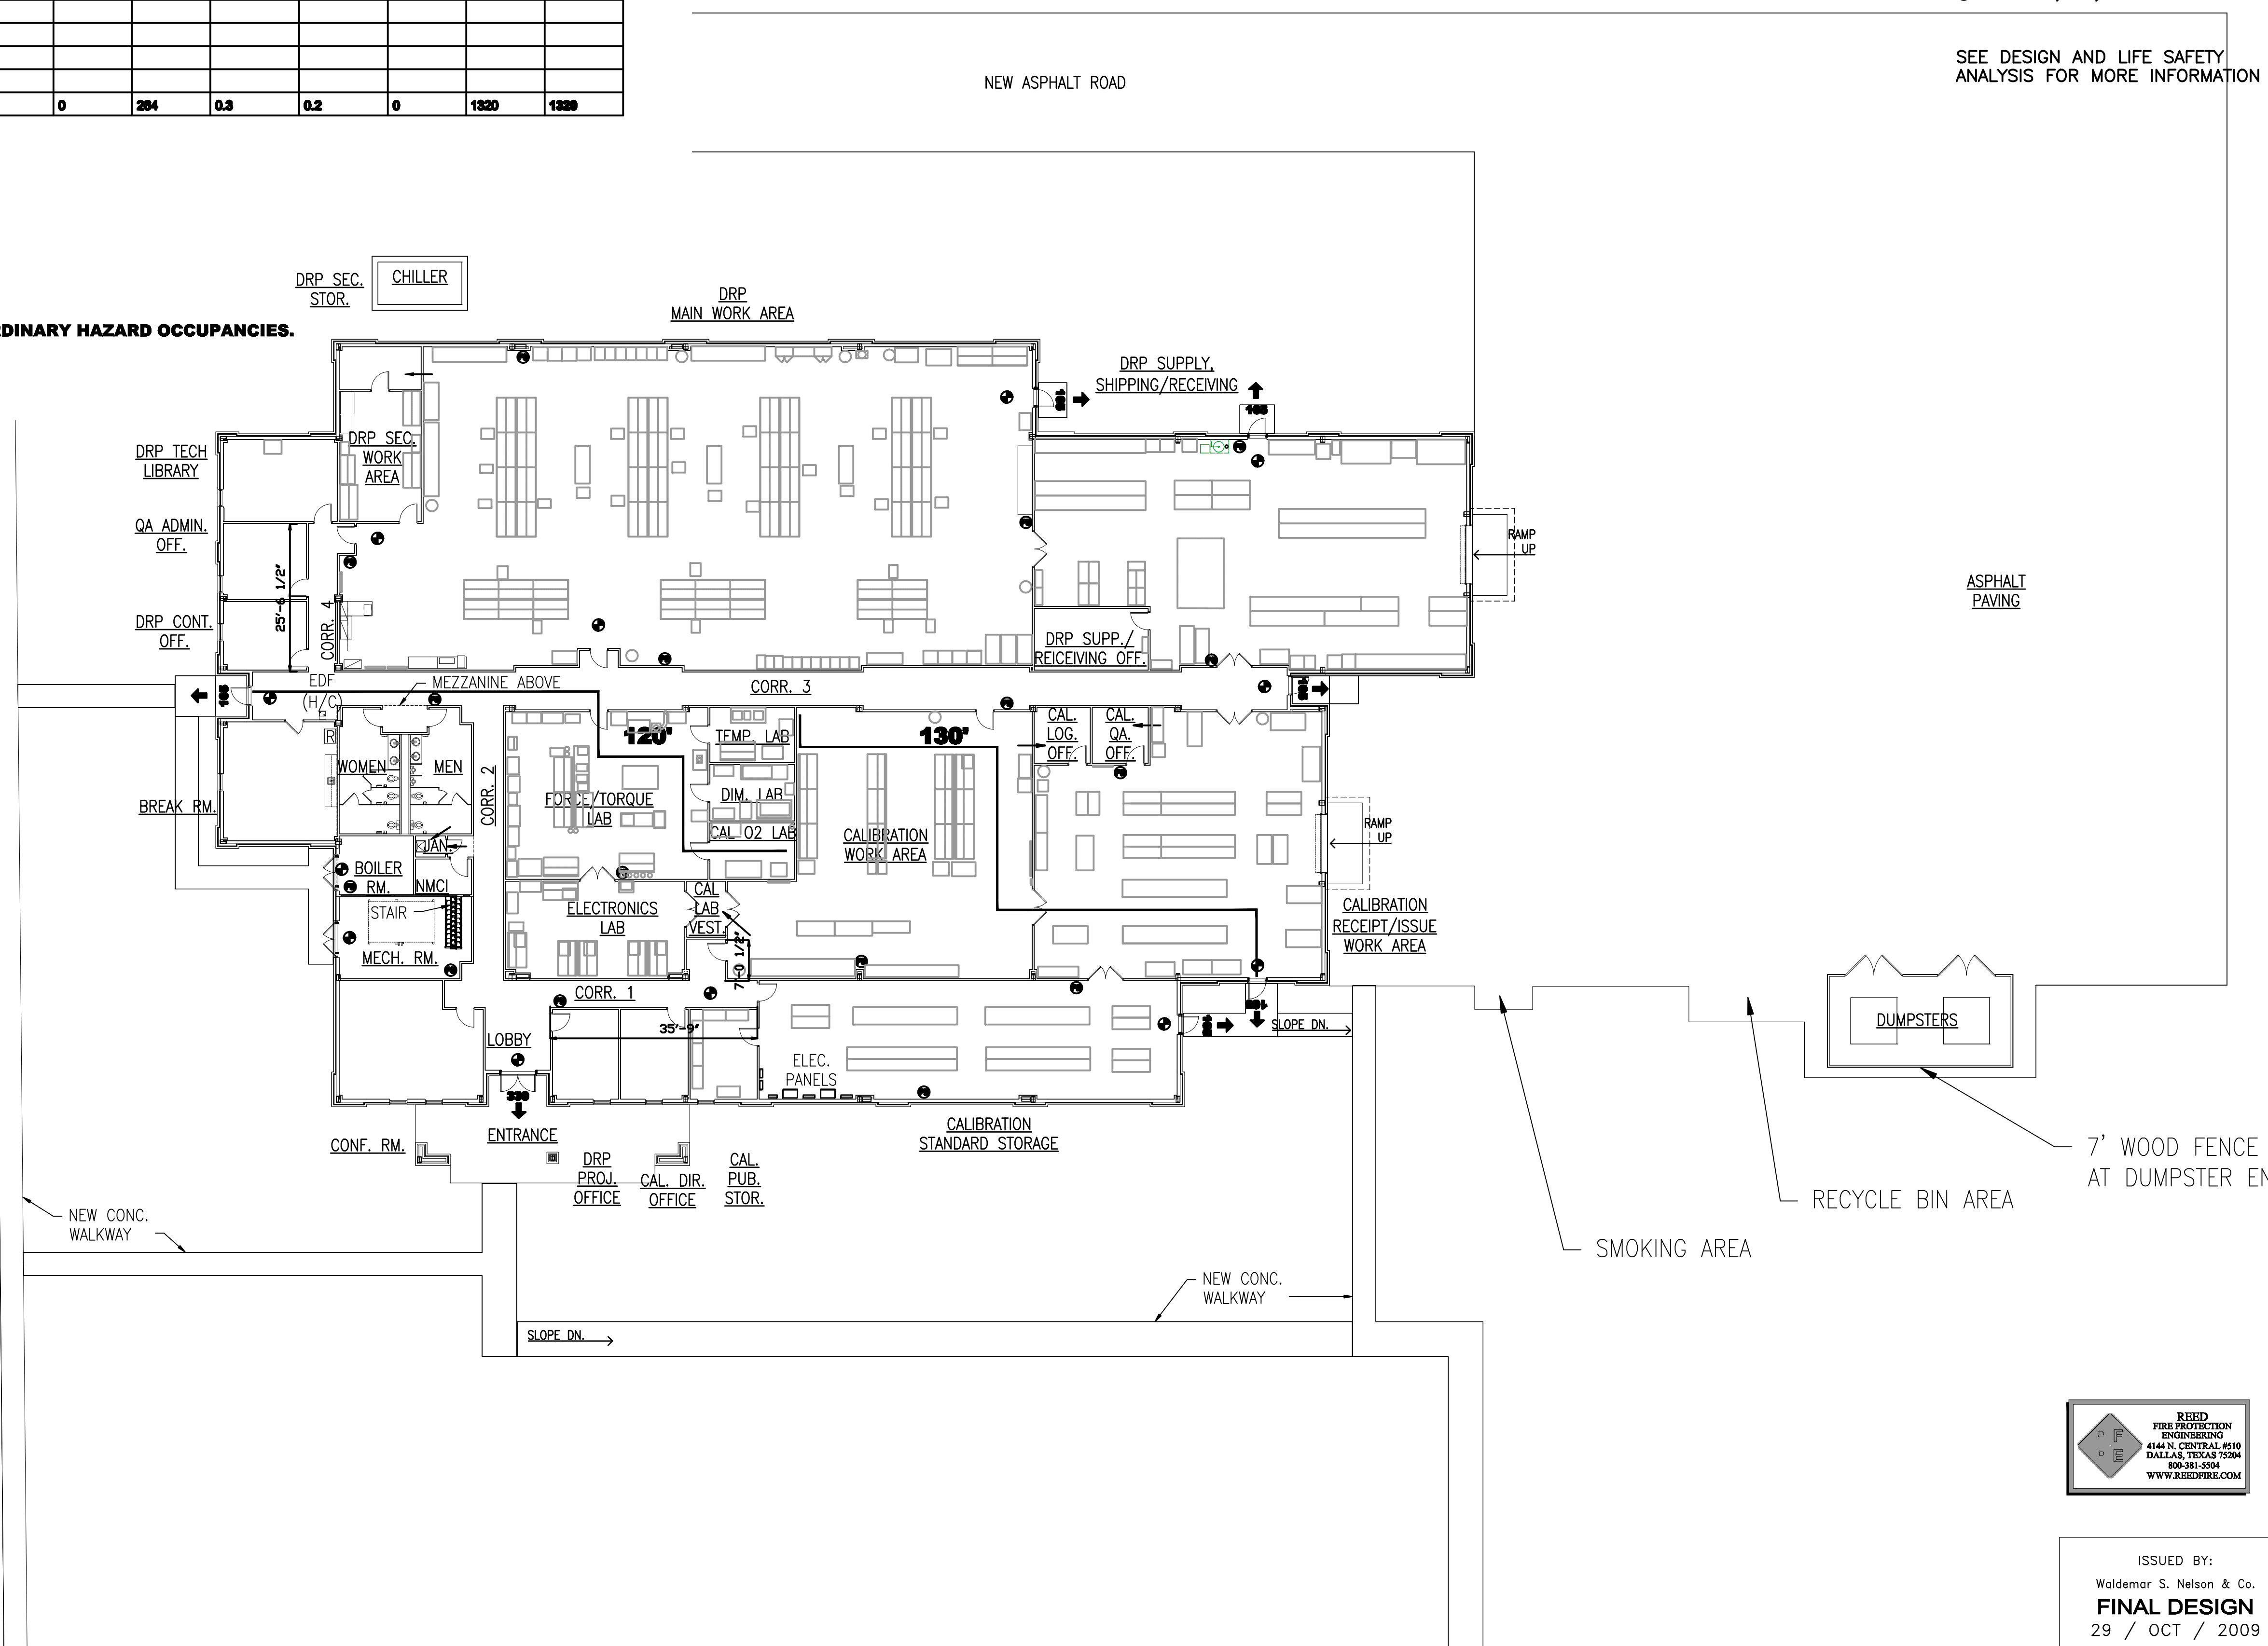 0 264 0.3 0.2 0 1320 1320
NEW ASPHALT ROAD
SEE DESIGN AND LIFE SAFETY
ANALYSIS FOR MORE INFORMATION
DRP SEC.
STOR.
CHILLER
DRP
MAIN WORK AREA
RDINARY HAZARD OCCUPANCIES.
DRP SUPPLY,
SHIPPING/RECEIVING
165
165
DRP TECH
LIBRARY
DRP SEC.
WORK
AREA
QA ADMIN.
OFF.
25'-6 1/2"
CORR. 4
DRP CONT.
OFF.
RAMP
UP
ASPHALT
PAVING
DRP SUPP./
REICEIVING OFF.
165
EDF
(H/C)
MEZZANINE ABOVE
CORR. 3
165
R
WOMEN
MEN
CORR. 2
120'
TEMP. LAB
130'
CAL.
LOG.
OFF.
CAL.
QA.
OFF.
BREAK RM.
FORCE/TORQUE
LAB
DIM. LAB
CAL O2 LAB
CALIBRATION
WORK AREA
RAMP
UP
JAN.
BOILER
RM.
NMCI
STAIR
MECH. RM.
ELECTRONICS
LAB
CAL
LAB
VEST.
7'-0 1/2"
CALIBRATION
RECEIPT/ISSUE
WORK AREA
CORR. 1
35'-9"
LOBBY
ELEC.
PANELS
165
165
SLOPE DN.
DUMPSTERS
330
ENTRANCE
CONF. RM.
DRP
PROJ.
OFFICE
CAL. DIR.
OFFICE
CAL.
PUB.
STOR.
CALIBRATION
STANDARD STORAGE
7' WOOD FENCE
AT DUMPSTER EN
RECYCLE BIN AREA
SMOKING AREA
NEW CONC.
WALKWAY
NEW CONC.
WALKWAY
SLOPE DN.
P F
P E
REED
FIRE PROTECTION
ENGINEERING
4144 N. CENTRAL #510
DALLAS, TEXAS 75204
800-381-5504
WWW.REEDFIRE.COM
ISSUED BY:
Waldemar S. Nelson & Co.
FINAL DESIGN
29 / OCT / 2009